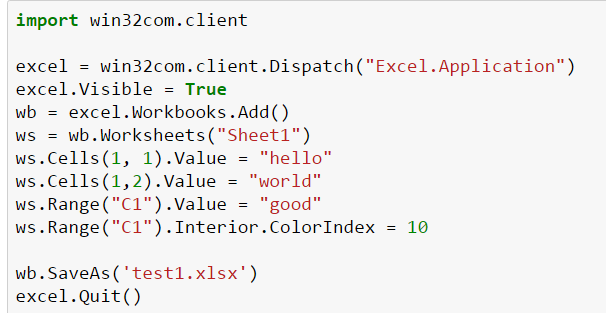 import win32com.client
excel = win32com.client.Dispatch("Excel.Application")
excel.Visible = True
wb = excel.Workbooks.Add()
ws = wb.Worksheets("Sheet1")
ws.Cells(1, 1).Value = "hello"
ws.Cells(1,2).Value = "world"
ws.Range("C1").Value = "good"
ws.Range("C1").Interior.ColorIndex = 10
wb.SaveAs('test1.xlsx')
excel.Quit()